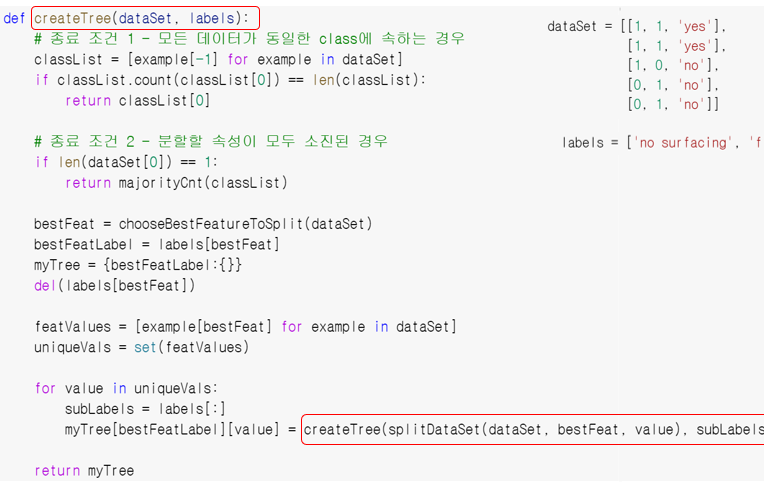 def createTree(dataSet, labels):
# 종료 조건 1 - 모든 데이터가 동일한 class에 속하는 경우
classList = [example[-1] for example in dataSet]
if classList.count(classList[0]) == len(classList):
return classList[0]
# 종료 조건 2 - 분할할 속성이 모두 소진된 경우
if len(dataSet[0]) == 1:
return majorityCnt(classList)
bestFeat = chooseBestFeatureToSplit(dataSet)
bestFeatLabel = labels[bestFeat]
myTree = {bestFeatLabel:{}}
del(labels[bestFeat])
featValues = [example[bestFeat] for example in dataSet]
uniqueVals = set(featValues)
for value in uniqueVals:
subLabels = labels[:]
myTree[bestFeatLabel][value] = createTree(splitDataSet(dataSet, bestFeat, value), subLabels
return myTree
dataSet = [[1, 1, 'yes'],
[1, 1, 'yes'],
[1, 0, 'no'],
[0, 1, 'no'],
[0, 1, 'no']]
labels = ['no surfacing', 'f